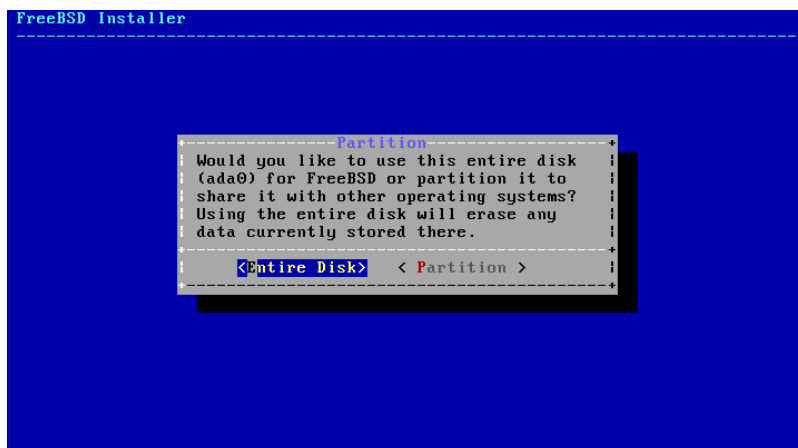 FreeBSD Installer
Partition
Would you like to use this entire disk
(ada0) for FreeBSD or partition it to
share it with other operating systems?
Using the entire disk will erase any
data currently stored there.
<Entire Disk> < Partition >